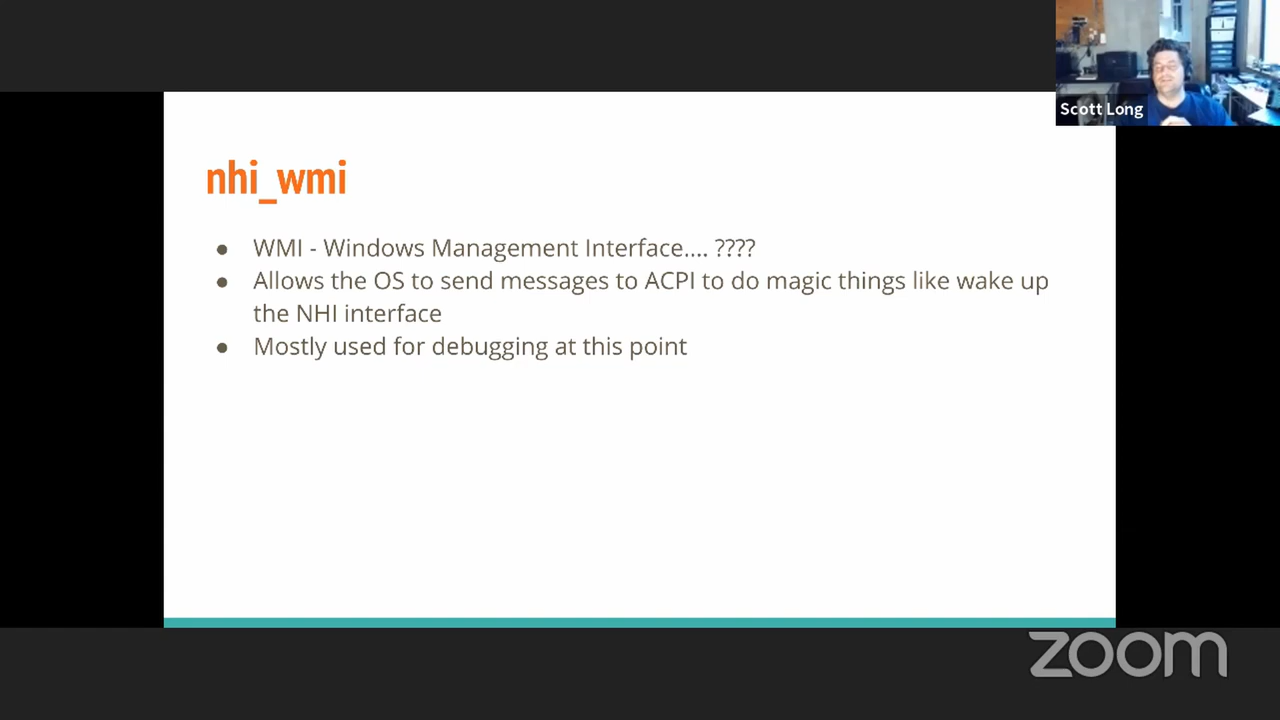 Scott Long
nhi_wmi
● WMI - Windows Management Interface.... ????
● Allows the OS to send messages to ACPI to do magic things like wake up
the NHI interface
● Mostly used for debugging at this point
zoom